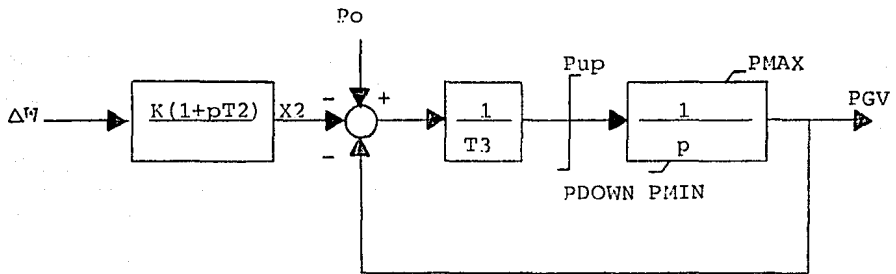 Po
Pup
PMAX
ΔW
K(1+pT2)
X2
-
+
1
T3
1
p
PGV
-
PDOWN PMIN